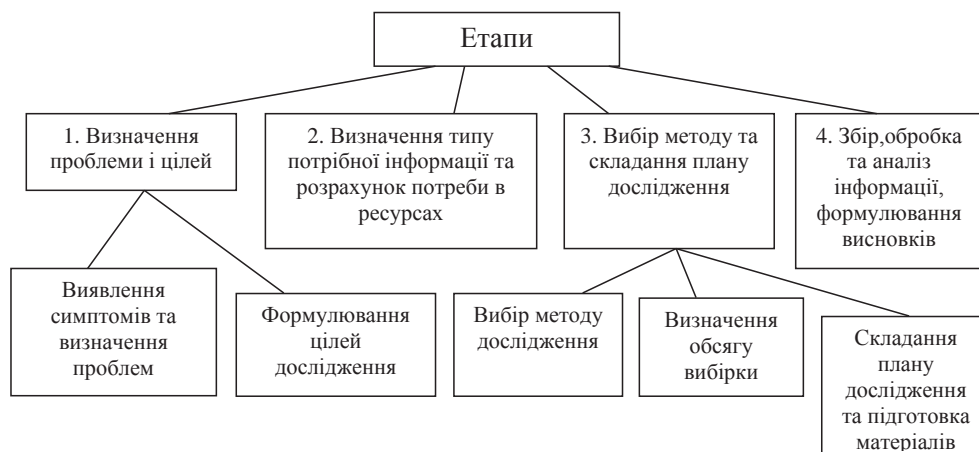 Етапи
1. Визначення
проблеми і цілей
2. Визначення типу
потрібної інформації та
розрахунок потреби в
ресурсах
3. Вибір методу та
складання плану
дослідження
4. Збір,обробка
та аналіз
інформації,
формулювання
висновків
Виявлення
симптомів та
визначення
проблем
Формулювання
цілей
дослідження
Вибір методу
дослідження
Визначення
обсягу
вибірки
Складання
плану
дослідження
та підготовка
матеріалів